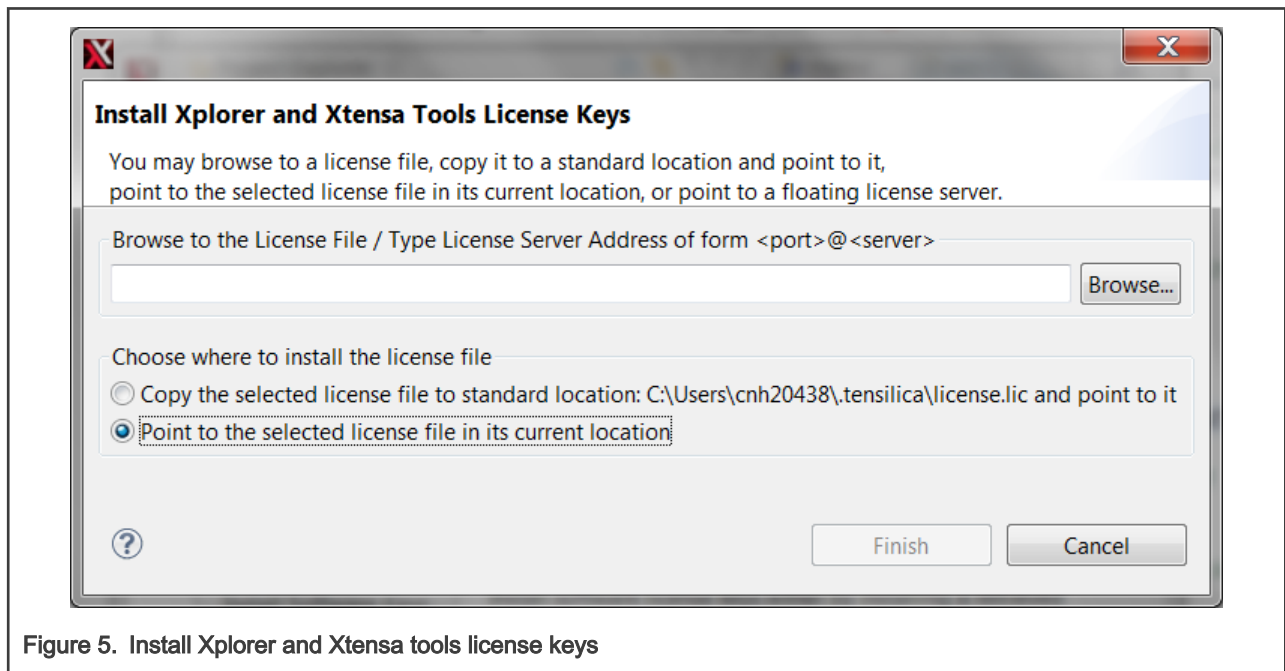 Install Xplorer and Xtensa Tools License Keys
You may browse to a license file, copy it to a standard location and point to it,
point to the selected license file in its current location, or point to a floating license server.
Browse to the License File / Type License Server Address of form <port>@<server>
Browse...
Choose where to install the license file
Copy the selected license file to standard location: C:\Users\cnh20438\.tensilica\license.lic and point to it
Point to the selected license file in its current location
Finish
Cancel
Figure 5. Install Xplorer and Xtensa tools license keys